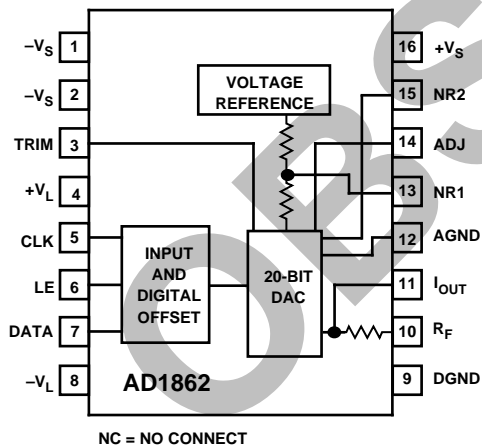 –VS 1
–VS 2
TRIM 3
+VL 4
CLK 5
LE 6
DATA 7
–VL 8
16 +VS
15 NR2
14 ADJ
13 NR1
12 AGND
11 IOUT
10 RF
9 DGND
VOLTAGE
REFERENCE
INPUT
AND
DIGITAL
OFFSET
20-BIT
DAC
AD1862
NC = NO CONNECT
OBS